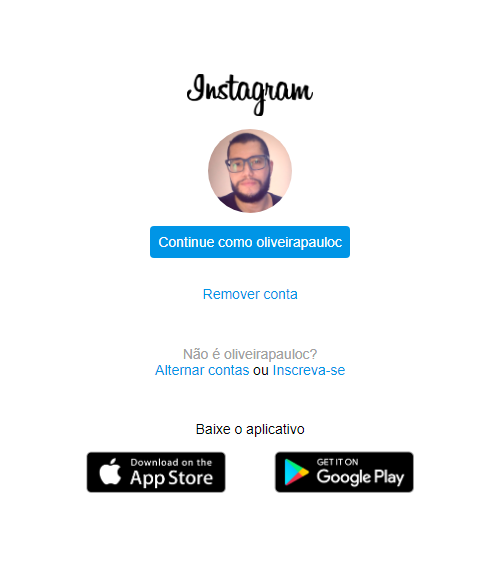 Instagram
Continue como oliveirapauloc
Remover conta
Não é oliveirapauloc?
Alternar contas ou Inscreva-se
Baixe o aplicativo
Download on the
App Store
GET IT ON
Google Play